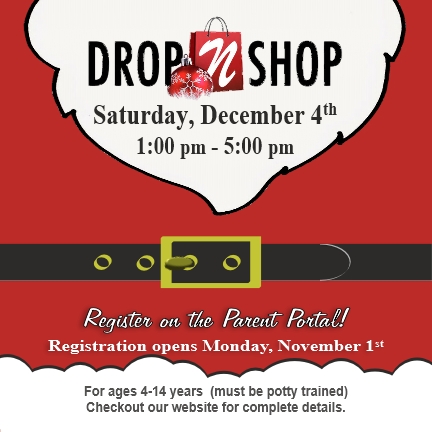 DROP N SHOP
Saturday, December 4th
1:00 pm - 5:00 pm
Register on the Parent Portal!
Registration opens Monday, November 1st
For ages 4-14 years (must be potty trained)
Checkout our website for complete details.